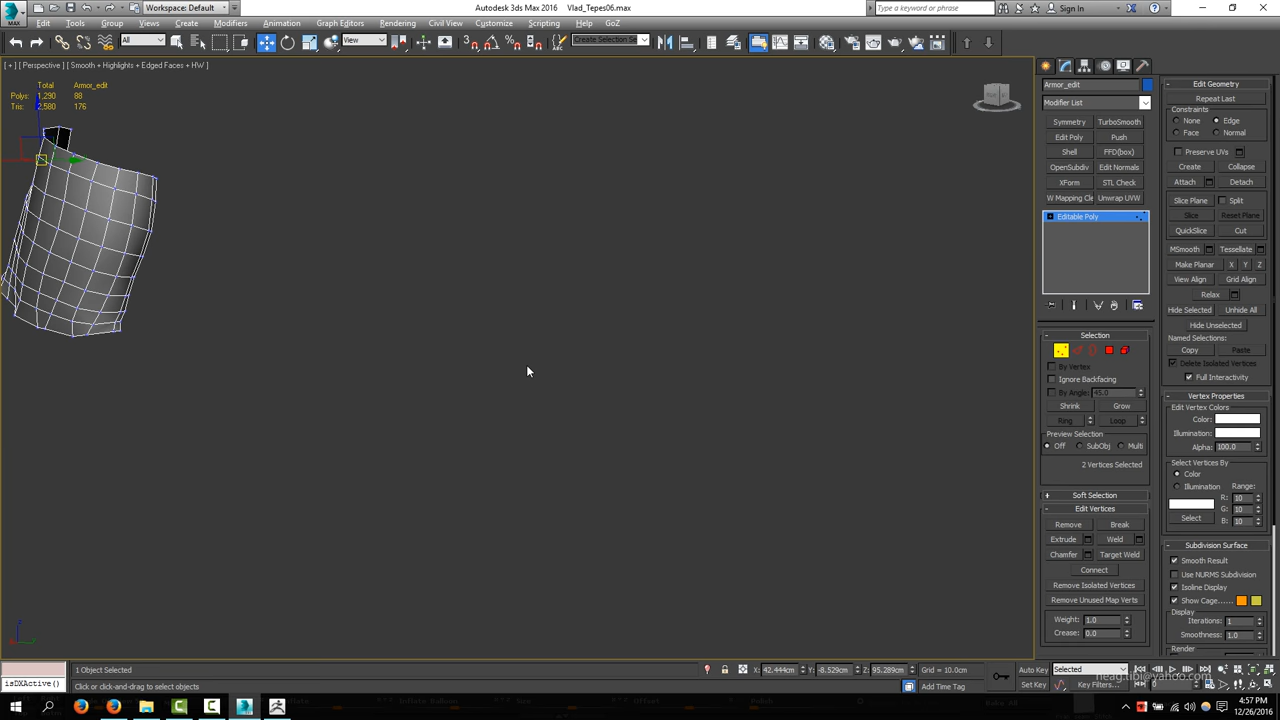 Workspace: Default
Autodesk 3ds Max 2016 Vlad_Tepes06.max
Type a keyword or phrase
Sign In
Edit Tools Group Views Create Modifiers Animation Graph Editors Rendering Civil View Customize Scripting Help GoZ
All View Create Selection Se
[ + ] [ Perspective ] [ Smooth + Highlights + Edged Faces + HW ]
Total Armor_edit
Polys: 1,290 88
Tris: 2,580 176
Armor_edit
Modifier List
Symmetry TurboSmooth
Edit Poly Push
Shell FFD(box)
OpenSubdiv Edit Normals
XForm STL Check
W Mapping Cle Unwrap UVW
Editable Poly
Selection
By Vertex
Ignore Backfacing
By Angle: 45.0
Shrink Grow
Ring Loop
Preview Selection
Off SubObj Multi
2 Vertices Selected
Soft Selection
Edit Vertices
Remove Break
Extrude Weld
Chamfer Target Weld
Connect
Remove Isolated Vertices
Remove Unused Map Verts
Weight: 1.0
Crease: 0.0
Edit Geometry
Repeat Last
Constraints
None Edge
Face Normal
Preserve UVs
Create Collapse
Attach Detach
Slice Plane Split
Slice Reset Plane
QuickSlice Cut
MSmooth Tessellate
Make Planar X Y Z
View Align Grid Align
Relax
Hide Selected Unhide All
Hide Unselected
Named Selections:
Copy Paste
Delete Isolated Vertices
Full Interactivity
Vertex Properties
Edit Vertex Colors
Color:
Illumination:
Alpha: 100.0
Select Vertices By
Color
Illumination Range:
R: 10
G: 10
B: 10
Select
Subdivision Surface
Smooth Result
Use NURMS Subdivision
Isoline Display
Show Cage......
Display
Iterations: 1
Smoothness: 1.0
Render
1 Object Selected
X: 42.444cm Y: -8.529cm Z: 95.289cm Grid = 10.0cm
Auto Key Selected
isDXActive()
Click or click-and-drag to select objects
Add Time Tag
Set Key Key Filters...
neag.tibi@yahoo.com
4:57 PM
12/26/2016